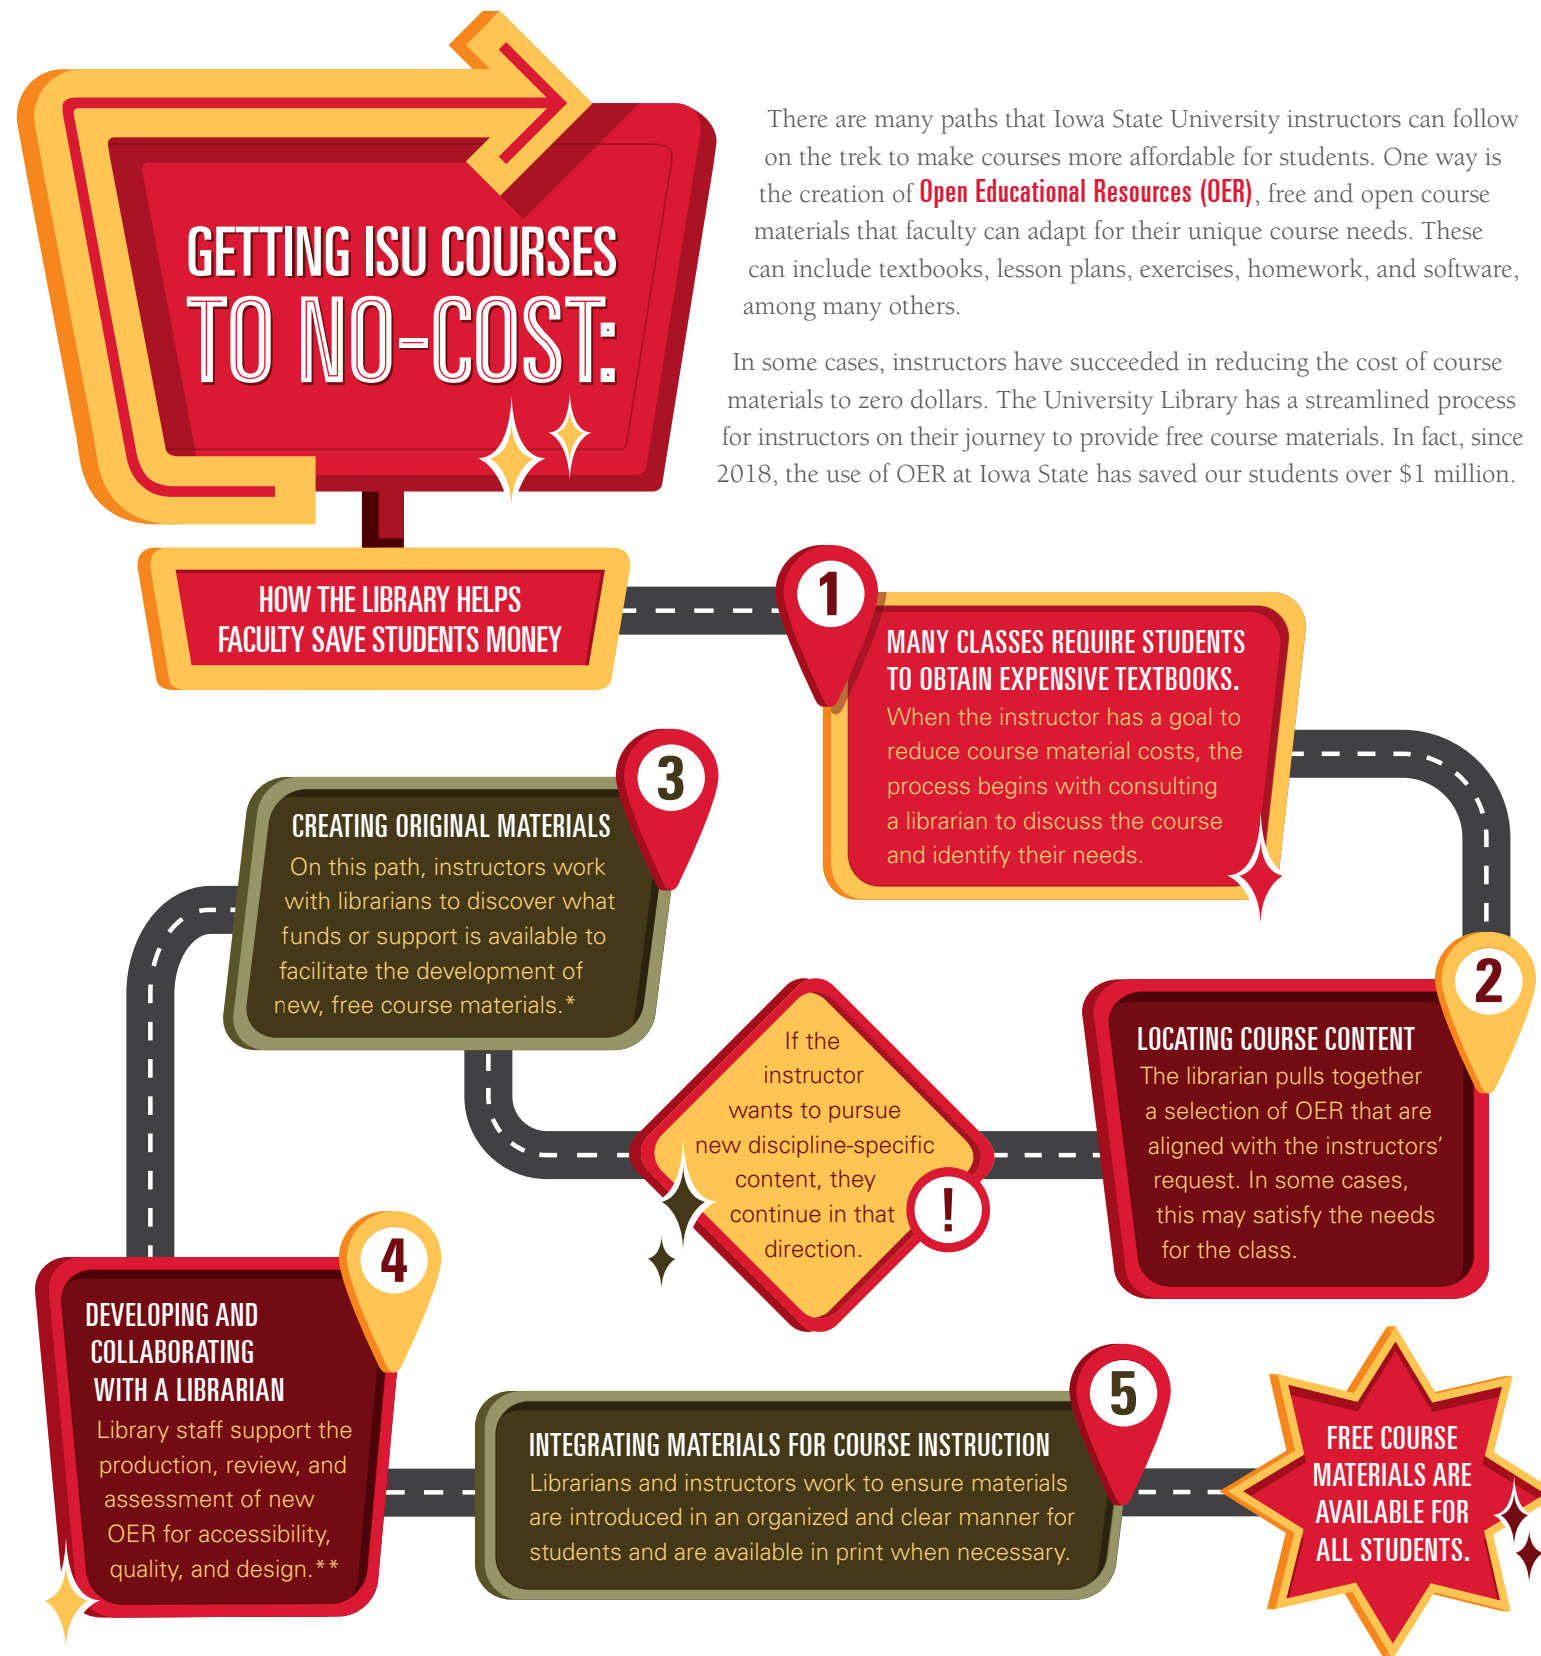 GETTING ISU COURSES
TO NO-COST:
There are many paths that Iowa State University instructors can follow
on the trek to make courses more affordable for students. One way is
the creation of Open Educational Resources (OER), free and open course
materials that faculty can adapt for their unique course needs. These
can include textbooks, lesson plans, exercises, homework, and software,
among many others.
In some cases, instructors have succeeded in reducing the cost of course
materials to zero dollars. The University Library has a streamlined process
for instructors on their journey to provide free course materials. In fact, since
2018, the use of OER at Iowa State has saved our students over $1 million.
HOW THE LIBRARY HELPS
FACULTY SAVE STUDENTS MONEY
1
MANY CLASSES REQUIRE STUDENTS
TO OBTAIN EXPENSIVE TEXTBOOKS.
When the instructor has a goal to
reduce course material costs, the
process begins with consulting
a librarian to discuss the course
and identify their needs.
2
LOCATING COURSE CONTENT
The librarian pulls together
a selection of OER that are
aligned with the instructors’
request. In some cases,
this may satisfy the needs
for the class.
If the
instructor
wants to pursue
new discipline-specific
content, they
continue in that
direction.
!
3
CREATING ORIGINAL MATERIALS
On this path, instructors work
with librarians to discover what
funds or support is available to
facilitate the development of
new, free course materials.*
4
DEVELOPING AND
COLLABORATING
WITH A LIBRARIAN
Library staff support the
production, review, and
assessment of new
OER for accessibility,
quality, and design.**
5
INTEGRATING MATERIALS FOR COURSE INSTRUCTION
Librarians and instructors work to ensure materials
are introduced in an organized and clear manner for
students and are available in print when necessary.
FREE COURSE
MATERIALS ARE
AVAILABLE FOR
ALL STUDENTS.